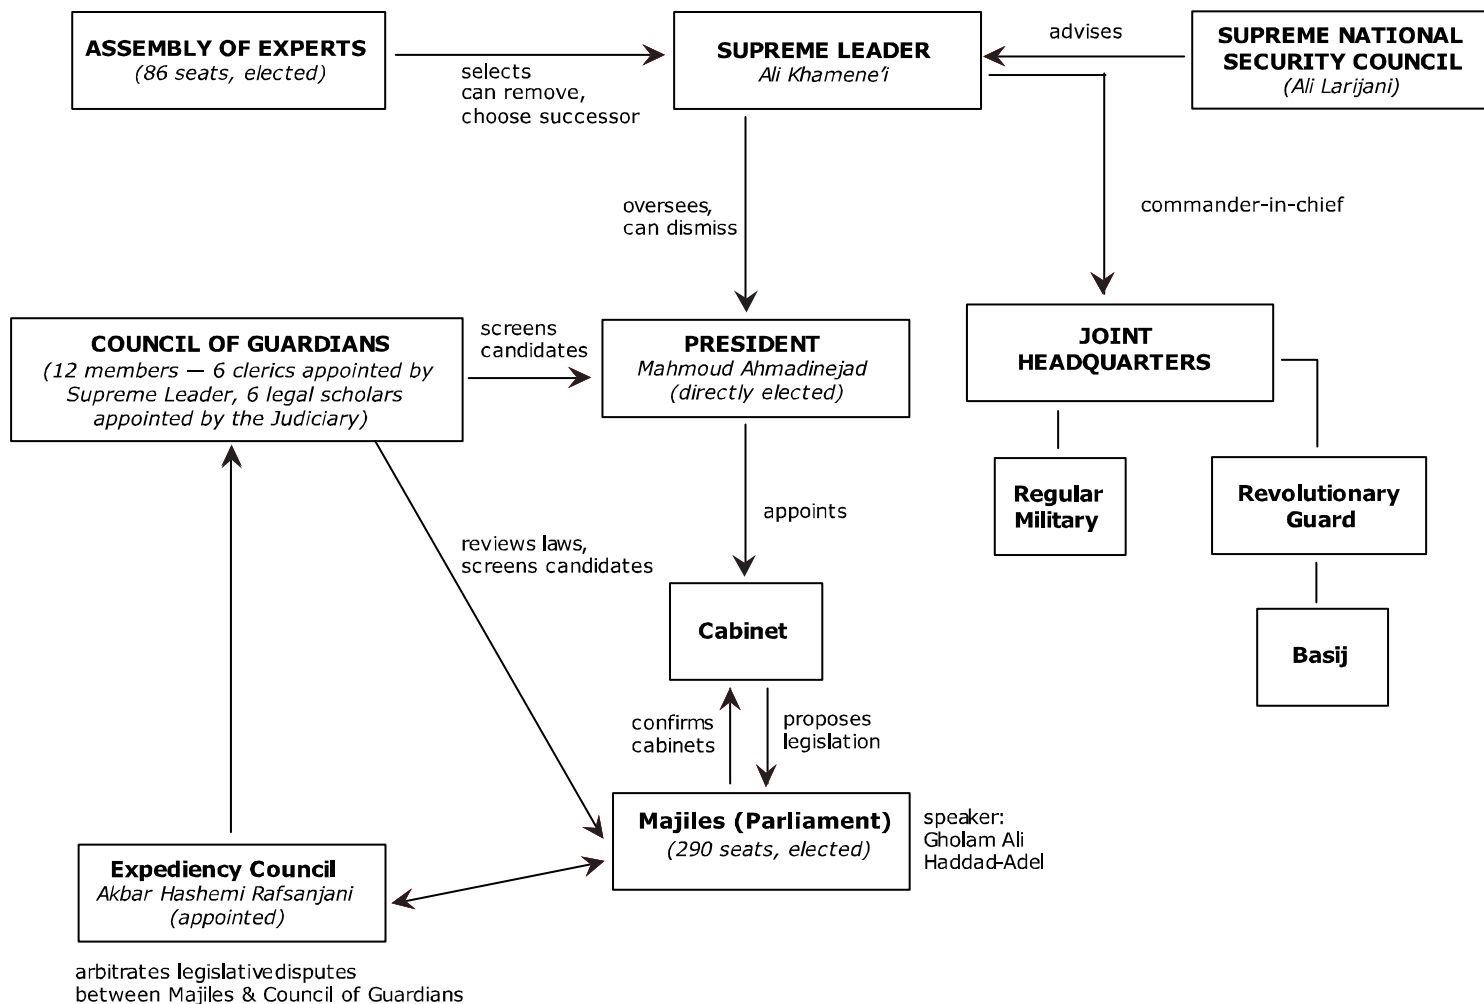 ASSEMBLY OF EXPERTS
(86 seats, elected)
selects
can remove,
choose successor
SUPREME LEADER
Ali Khamene'i
advises
SUPREME NATIONAL
SECURITY COUNCIL
(Ali Larijani)
oversees,
can dismiss
commander-in-chief
COUNCIL OF GUARDIANS
(12 members — 6 clerics appointed by
Supreme Leader, 6 legal scholars
appointed by the Judiciary)
screens
candidates
PRESIDENT
Mahmoud Ahmadinejad
(directly elected)
JOINT
HEADQUARTERS
Regular
Military
Revolutionary
Guard
Basij
appoints
reviews laws,
screens candidates
Cabinet
confirms
cabinets
proposes
legislation
Majiles (Parliament)
(290 seats, elected)
speaker:
Gholam Ali
Haddad-Adel
Expediency Council
Akbar Hashemi Rafsanjani
(appointed)
arbitrates legislativedisputes
between Majiles & Council of Guardians